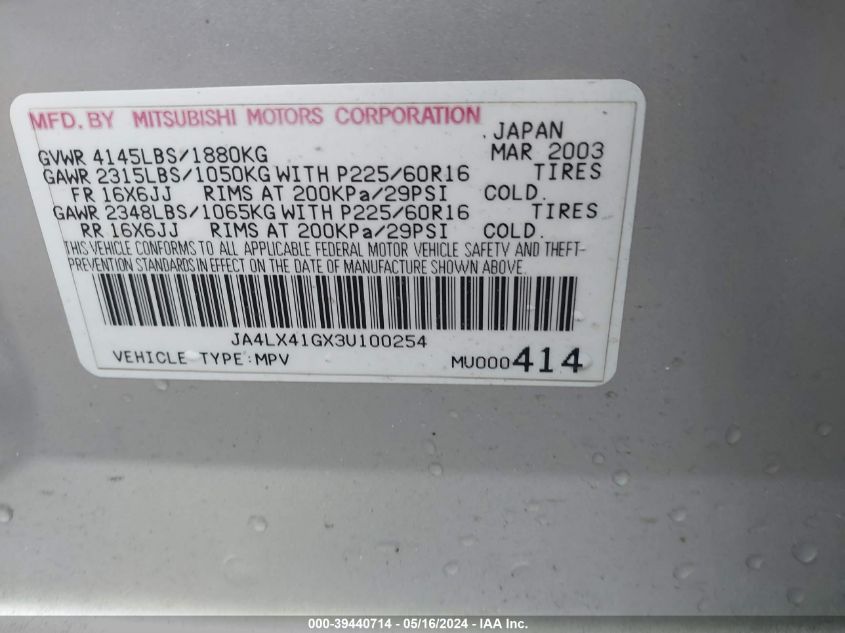 MFD. BY MITSUBISHI MOTORS CORPORATION
JAPAN
GVWR 4145LBS/1880KG MAR 2003
GAWR 2315LBS/1050KG WITH P225/60R16 TIRES
FR 16X6JJ RIMS AT 200KPa/29PSI COLD.
GAWR 2348LBS/1065KG WITH P225/60R16 TIRES
RR 16X6JJ RIMS AT 200KPa/29PSI COLD.
THIS VEHICLE CONFORMS TO ALL APPLICABLE FEDERAL MOTOR VEHICLE SAFETY AND THEFT-
PREVENTION STANDARDS IN EFFECT ON THE DATE OF MANUFACTURE SHOWN ABOVE.
JA4LX41GX3U100254
VEHICLE TYPE:MPV MU000414
000-39440714 - 05/16/2024 - IAA Inc.